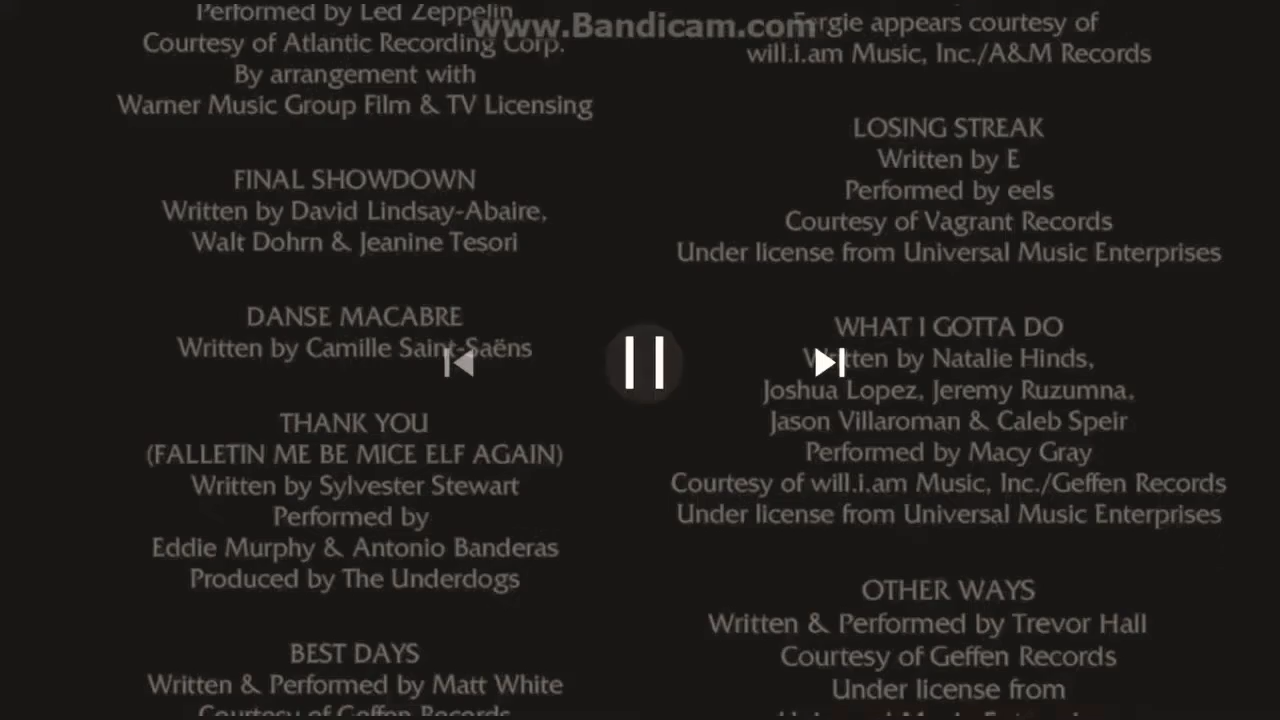 www.Bandicam.com
Performed by Led Zeppelin
Courtesy of Atlantic Recording Corp.
By arrangement with
Warner Music Group Film & TV Licensing
FINAL SHOWDOWN
Written by David Lindsay-Abaire,
Walt Dohrn & Jeanine Tesori
DANSE MACABRE
Written by Camille Saint-Saëns
THANK YOU
(FALLETIN ME BE MICE ELF AGAIN)
Written by Sylvester Stewart
Performed by
Eddie Murphy & Antonio Banderas
Produced by The Underdogs
BEST DAYS
Written & Performed by Matt White
Courtesy of Geffen Records
Fergie appears courtesy of
will.i.am Music, Inc./A&M Records
LOSING STREAK
Written by E
Performed by eels
Courtesy of Vagrant Records
Under license from Universal Music Enterprises
WHAT I GOTTA DO
Written by Natalie Hinds,
Joshua Lopez, Jeremy Ruzumna,
Jason Villaroman & Caleb Speir
Performed by Macy Gray
Courtesy of will.i.am Music, Inc./Geffen Records
Under license from Universal Music Enterprises
OTHER WAYS
Written & Performed by Trevor Hall
Courtesy of Geffen Records
Under license from